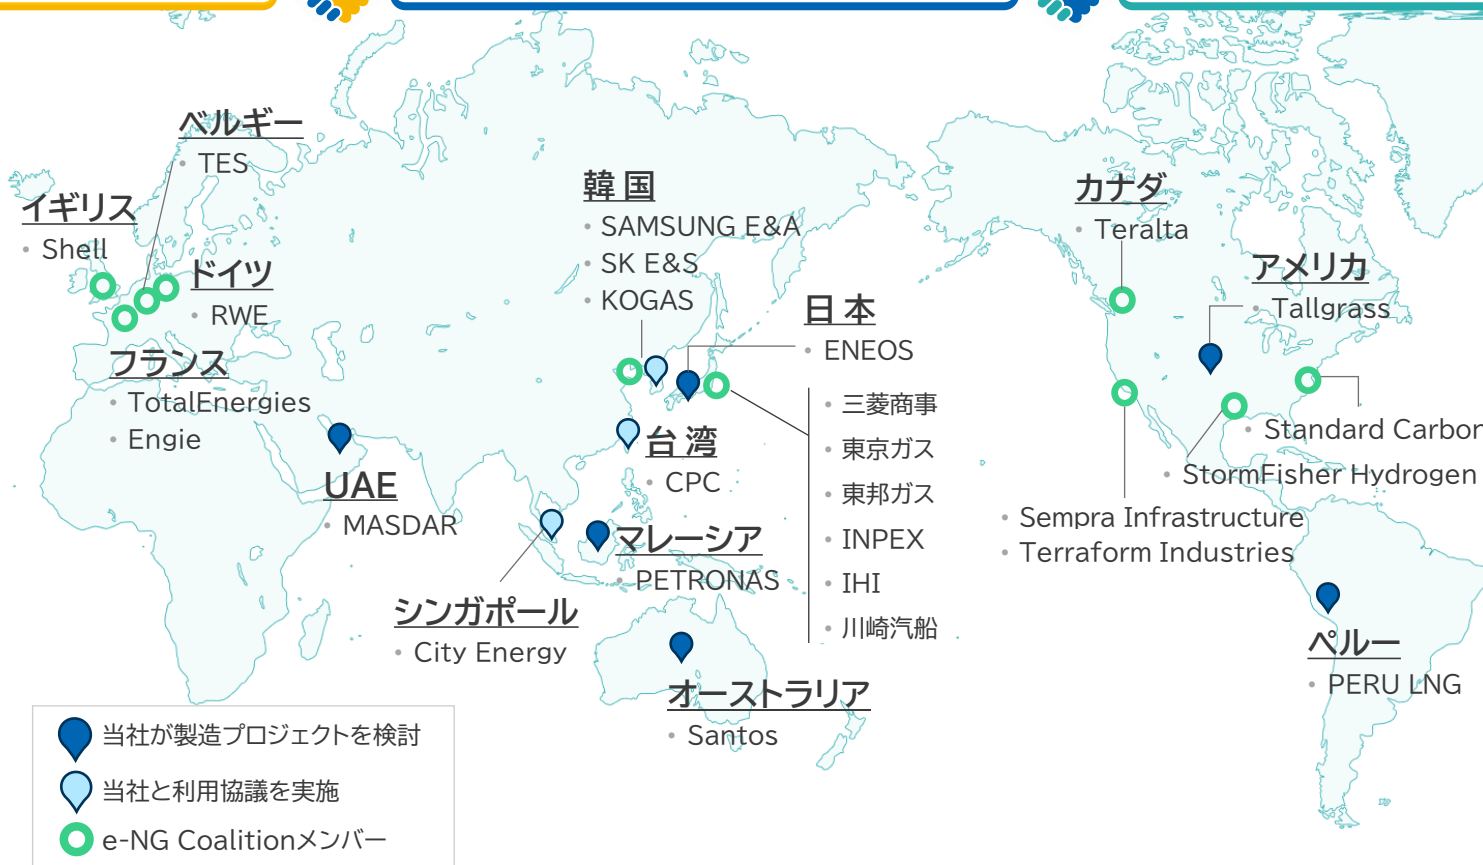 ベルギー
• TES
イギリス
• Shell
ドイツ
• RWE
フランス
• TotalEnergies
• Engie
UAE
• MASDAR
韓国
• SAMSUNG E&A
• SK E&S
• KOGAS
日本
• ENEOS
• 三菱商事
• 東京ガス
• 東邦ガス
• INPEX
• IHI
• 川崎汽船
台湾
• CPC
マレーシア
• PETRONAS
シンガポール
• City Energy
オーストラリア
• Santos
カナダ
• Teralta
アメリカ
• Tallgrass
• Standard Carbon
• StormFisher Hydrogen
• Sempra Infrastructure
• Terraform Industries
ペルー
• PERU LNG
当社が製造プロジェクトを検討
当社と利用協議を実施
e-NG Coalitionメンバー